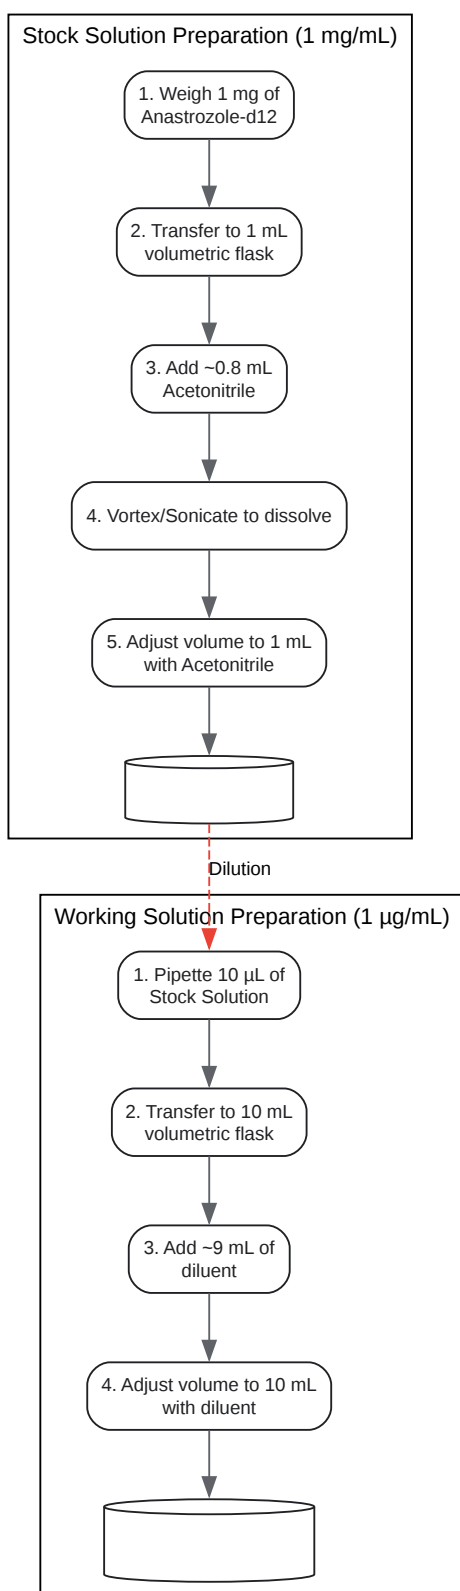 Stock Solution Preparation (1 mg/mL)
1. Weigh 1 mg of
Anastrozole-d12
2. Transfer to 1 mL
volumetric flask
3. Add ~0.8 mL
Acetonitrile
4. Vortex/Sonicate to dissolve
5. Adjust volume to 1 mL
with Acetonitrile
Dilution
Working Solution Preparation (1 µg/mL)
1. Pipette 10 µL of
Stock Solution
2. Transfer to 10 mL
volumetric flask
3. Add ~9 mL of
diluent
4. Adjust volume to 10 mL
with diluent